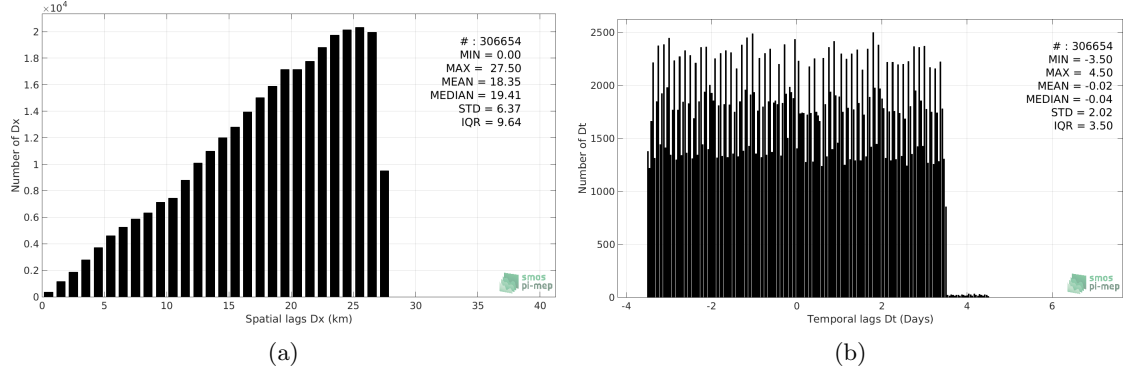 ×10⁴
2
1.8
1.6
1.4
1.2
1
0.8
0.6
0.4
0.2
0
Number of Dx
0 5 10 15 20 25 30 35 40
Spatial lags Dx (km)
# : 306654
MIN = 0.00
MAX = 27.50
MEAN = 18.35
MEDIAN = 19.41
STD = 6.37
IQR = 9.64
smos
pi-mep
(a)
2500
2000
1500
1000
500
0
Number of Dt
-4 -2 0 2 4 6
Temporal lags Dt (Days)
# : 306654
MIN = -3.50
MAX = 4.50
MEAN = -0.02
MEDIAN = -0.04
STD = 2.02
IQR = 3.50
smos
pi-mep
(b)